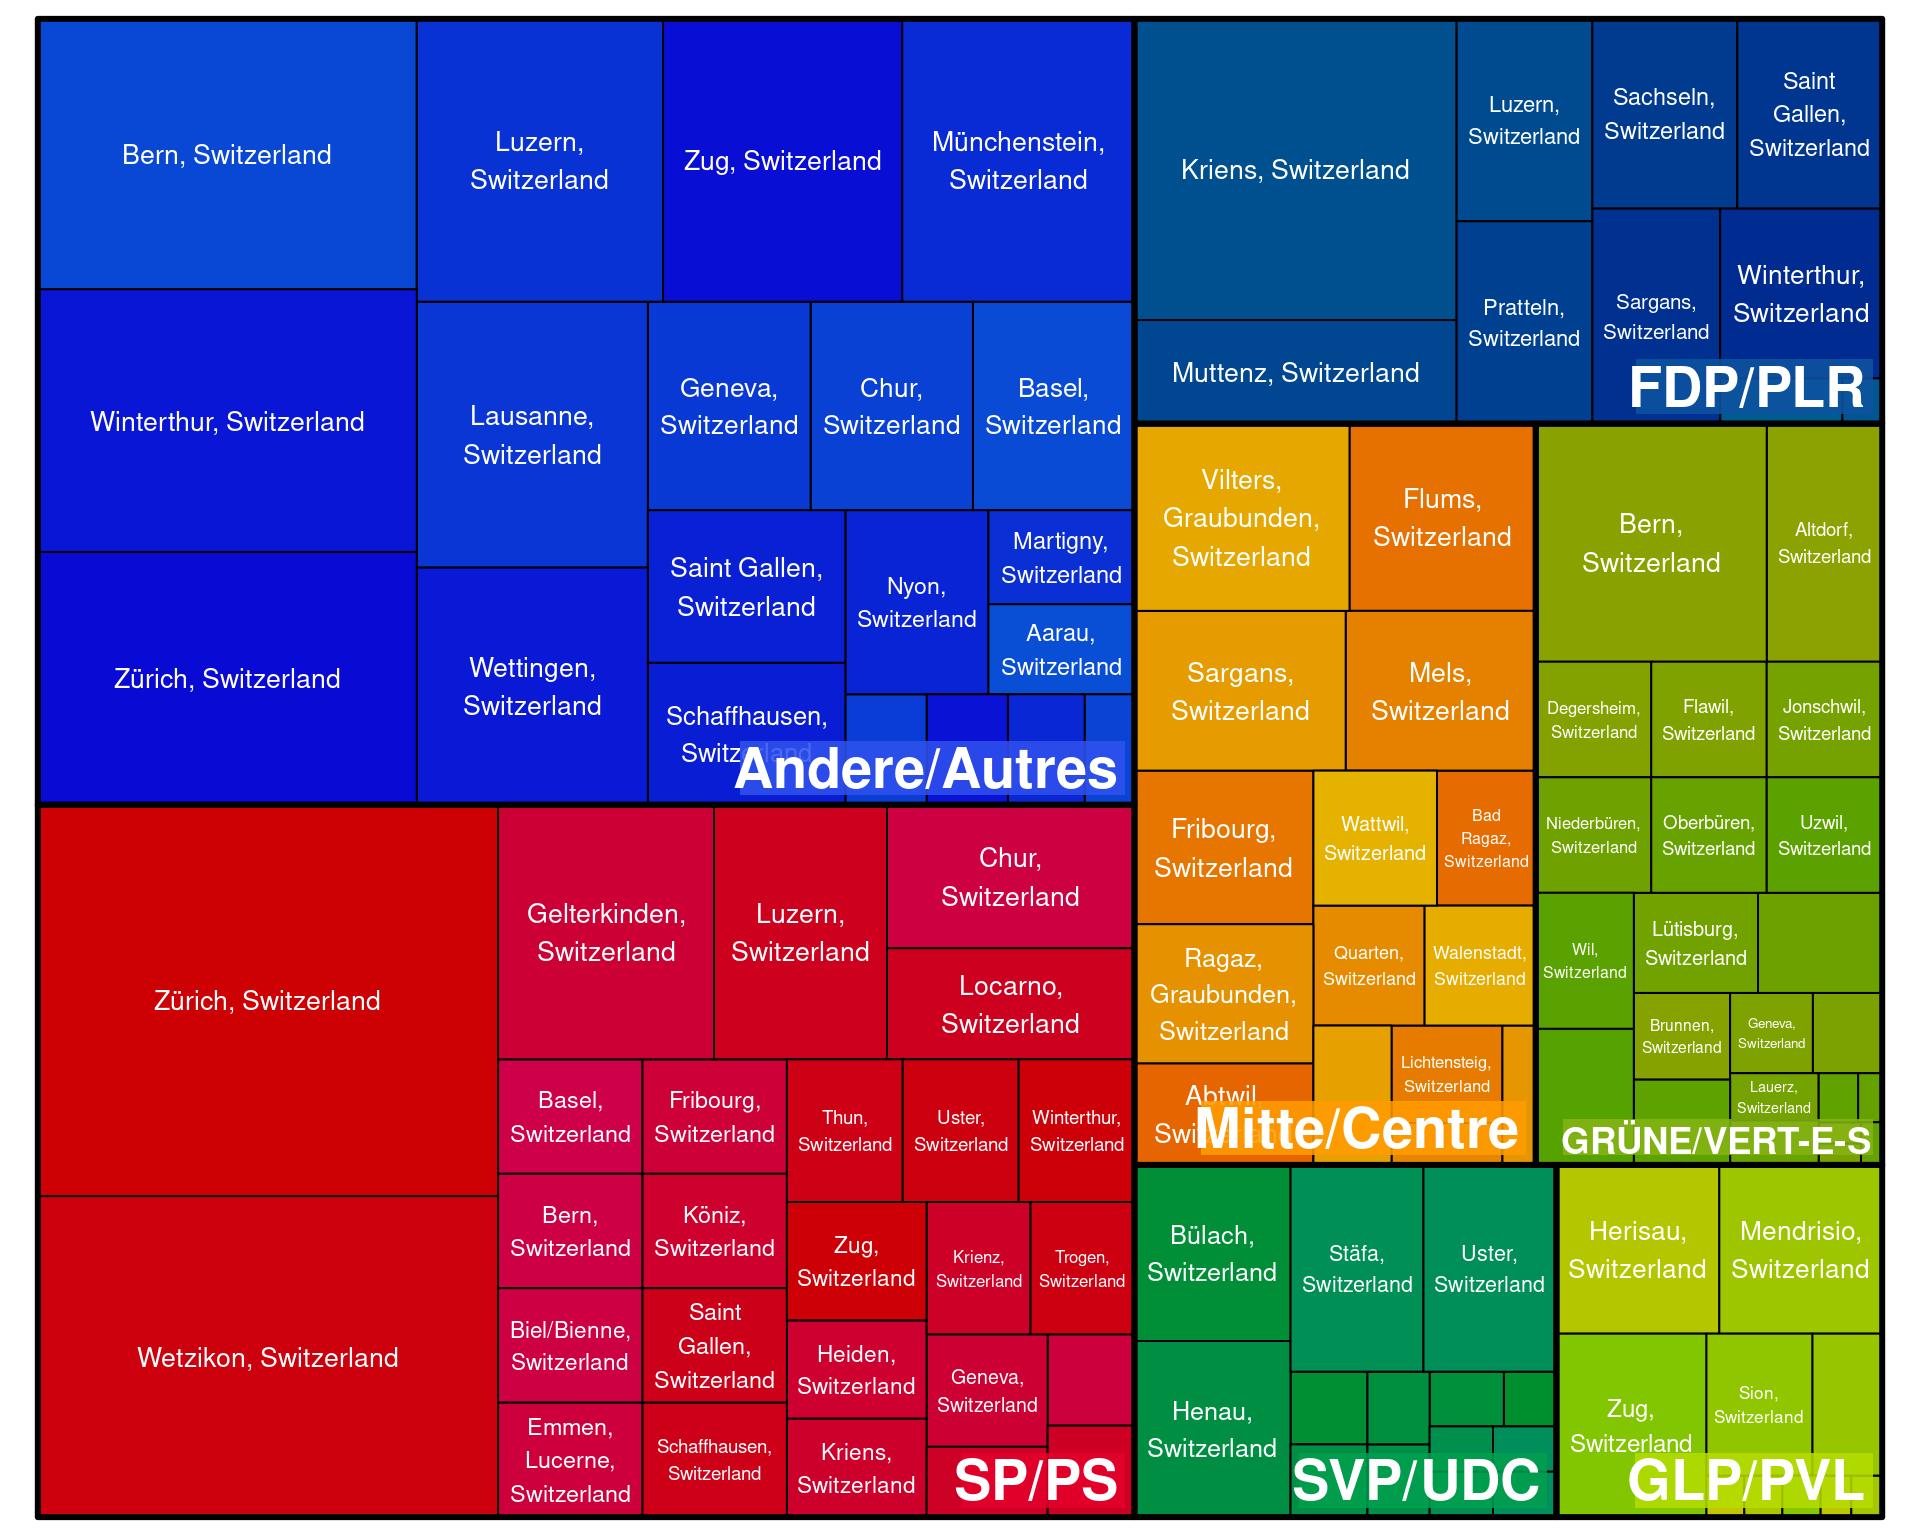 Bern, Switzerland
Luzern,
Switzerland
Zug, Switzerland
Münchenstein,
Switzerland
Winterthur, Switzerland
Zürich, Switzerland
Lausanne,
Switzerland
Wettingen,
Switzerland
Geneva,
Switzerland
Chur,
Switzerland
Basel,
Switzerland
Saint Gallen,
Switzerland
Nyon,
Switzerland
Martigny,
Switzerland
Aarau,
Switzerland
Schaffhausen,
Switzerland
Andere/Autres
Kriens, Switzerland
Muttenz, Switzerland
Luzern,
Switzerland
Pratteln,
Switzerland
Sachseln,
Switzerland
Saint
Gallen,
Switzerland
Sargans,
Switzerland
Winterthur,
Switzerland
FDP/PLR
Vilters,
Graubunden,
Switzerland
Flums,
Switzerland
Sargans,
Switzerland
Mels,
Switzerland
Fribourg,
Switzerland
Wattwil,
Switzerland
Bad
Ragaz,
Switzerland
Ragaz,
Graubunden,
Switzerland
Quarten,
Switzerland
Walenstadt,
Switzerland
Lichtensteig,
Switzerland
Abtwil,
Mitte/Centre
Bern,
Switzerland
Altdorf,
Switzerland
Degersheim,
Switzerland
Flawil,
Switzerland
Jonschwil,
Switzerland
Niederbüren,
Switzerland
Oberbüren,
Switzerland
Uzwil,
Switzerland
Wil,
Switzerland
Lütisburg,
Switzerland
Brunnen,
Switzerland
Geneva,
Switzerland
Lauerz,
Switzerland
GRÜNE/VERT-E-S
Zürich, Switzerland
Wetzikon, Switzerland
Gelterkinden,
Switzerland
Luzern,
Switzerland
Chur,
Switzerland
Locarno,
Switzerland
Basel,
Switzerland
Fribourg,
Switzerland
Thun,
Switzerland
Uster,
Switzerland
Winterthur,
Switzerland
Bern,
Switzerland
Köniz,
Switzerland
Zug,
Switzerland
Krienz,
Switzerland
Trogen,
Switzerland
Biel/Bienne,
Switzerland
Saint
Gallen,
Switzerland
Heiden,
Switzerland
Geneva,
Switzerland
Emmen,
Lucerne,
Switzerland
Schaffhausen,
Switzerland
Kriens,
Switzerland
SP/PS
Bülach,
Switzerland
Stäfa,
Switzerland
Uster,
Switzerland
Henau,
Switzerland
SVP/UDC
Herisau,
Switzerland
Mendrisio,
Switzerland
Zug,
Switzerland
Sion,
Switzerland
GLP/PVL